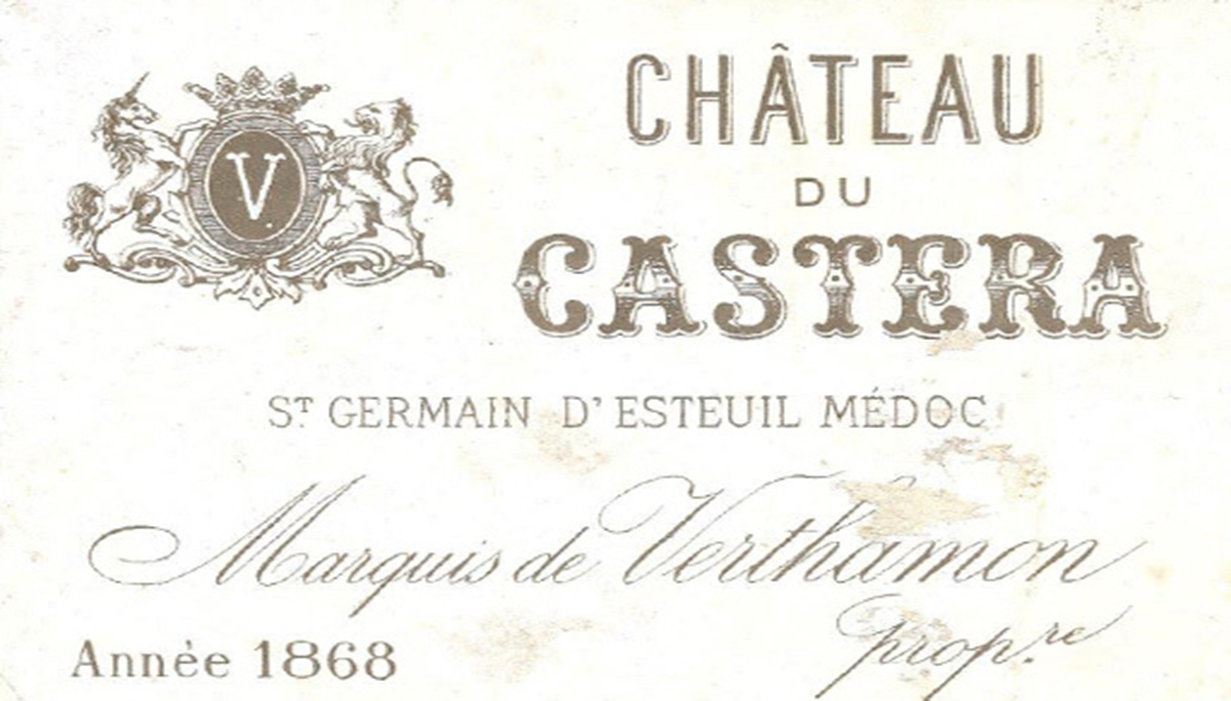 V.
CHÂTEAU
DU
CASTERA
ST GERMAIN D'ESTEUIL MÉDOC
Marquis de Verthamon
prop.re
Année 1868